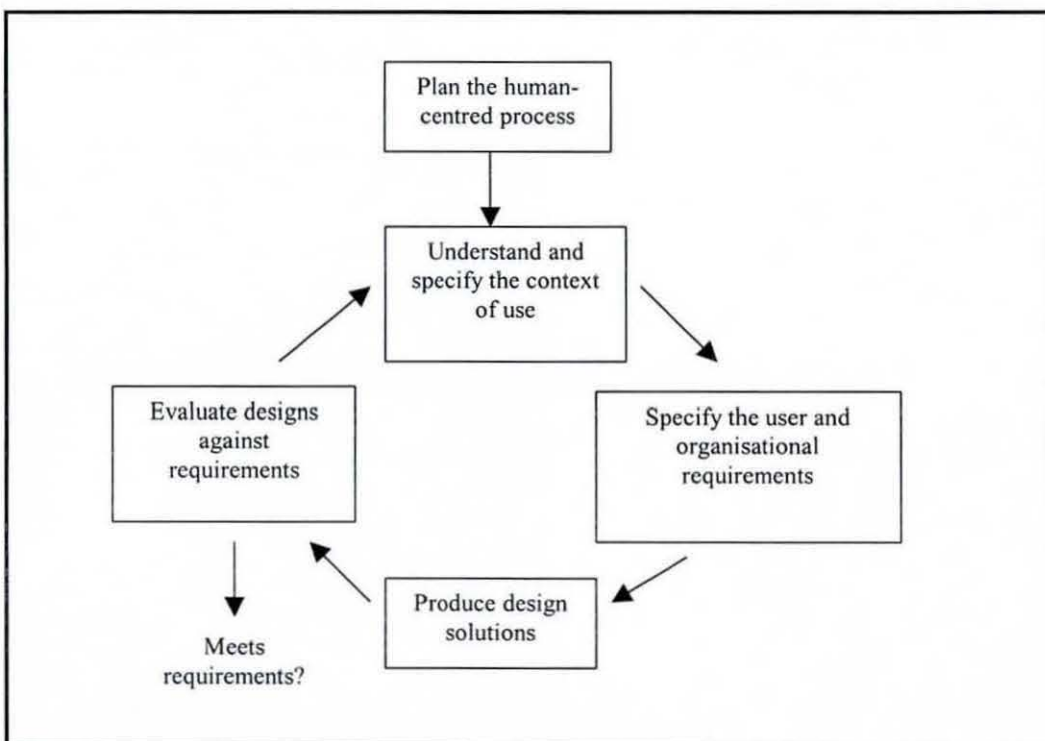 Plan the human-
centred process
Understand and
specify the context
of use
Specify the user and
organisational
requirements
Produce design
solutions
Evaluate designs
against
requirements
Meets
requirements?